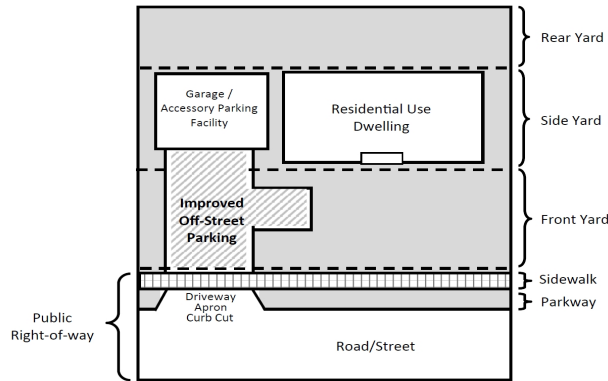 Rear Yard
Garage /
Accessory Parking
Facility
Residential Use
Dwelling
Side Yard
Improved
Off-Street
Parking
Front Yard
Sidewalk
Parkway
Public
Right-of-way
Driveway
Apron
Curb Cut
Road/Street